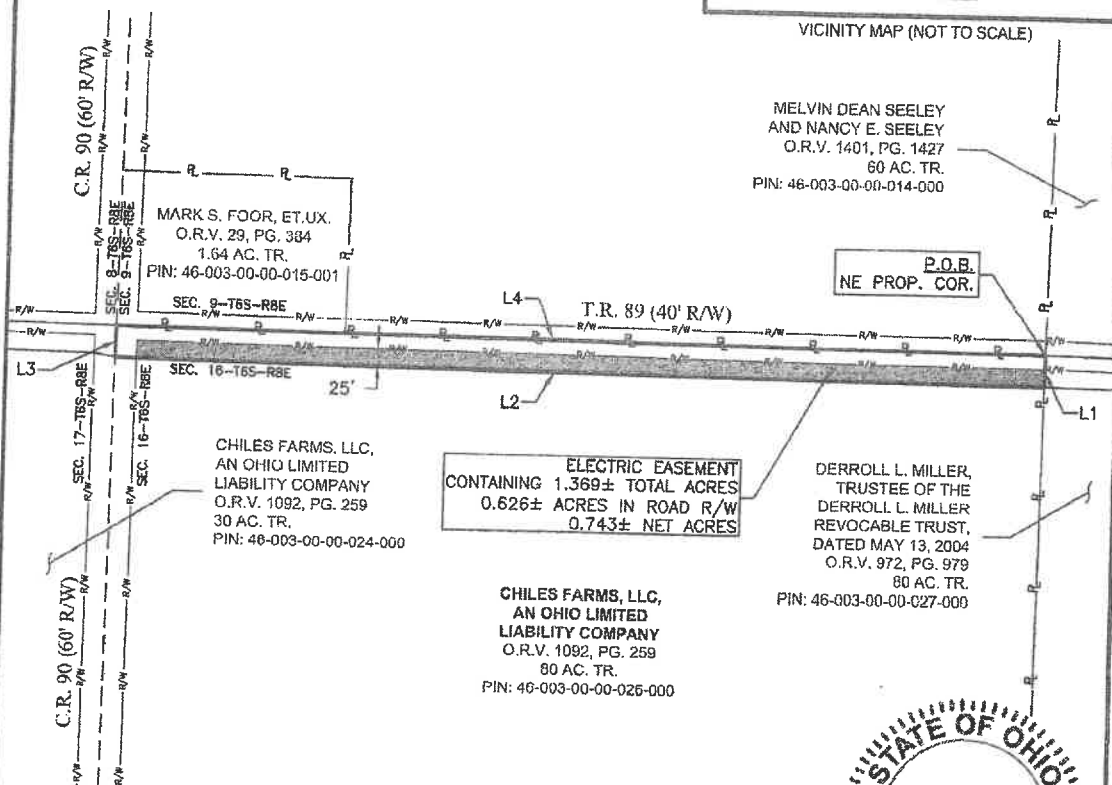 VICINITY MAP (NOT TO SCALE)
C.R. 90 (60' R/W)
R/W
R/W
R/W
R/W
MELVIN DEAN SEELEY
AND NANCY E. SEELEY
O.R.V. 1401, PG. 1427
60 AC. TR.
PIN: 46-003-00-00-014-000
MARK S. FOOR, ET.UX.
O.R.V. 29, PG. 384
1.64 AC. TR.
PIN: 46-003-00-00-015-001
SEC. 8-T6S-R8E
SEC. 9-T6S-R8E
P.O.B.
NE PROP. COR.
SEC. 9-T6S-R8E
L4
T.R. 89 (40' R/W)
R/W
R/W
R/W
R/W
L3
SEC. 16-T6S-R8E
25'
L2
L1
SEC. 17-T6S-R8E
SEC. 16-T6S-R8E
CHILES FARMS, LLC,
AN OHIO LIMITED
LIABILITY COMPANY
O.R.V. 1092, PG. 259
30 AC. TR.
PIN: 46-003-00-00-024-000
ELECTRIC EASEMENT
CONTAINING 1.369± TOTAL ACRES
0.626± ACRES IN ROAD R/W
0.743± NET ACRES
DERROLL L. MILLER,
TRUSTEE OF THE
DERROLL L. MILLER
REVOCABLE TRUST,
DATED MAY 13, 2004
O.R.V. 972, PG. 979
80 AC. TR.
PIN: 46-003-00-00-027-000
CHILES FARMS, LLC,
AN OHIO LIMITED
LIABILITY COMPANY
O.R.V. 1092, PG. 259
80 AC. TR.
PIN: 46-003-00-00-026-000
C.R. 90 (60' R/W)
R/W
R/W
STATE OF OHIO